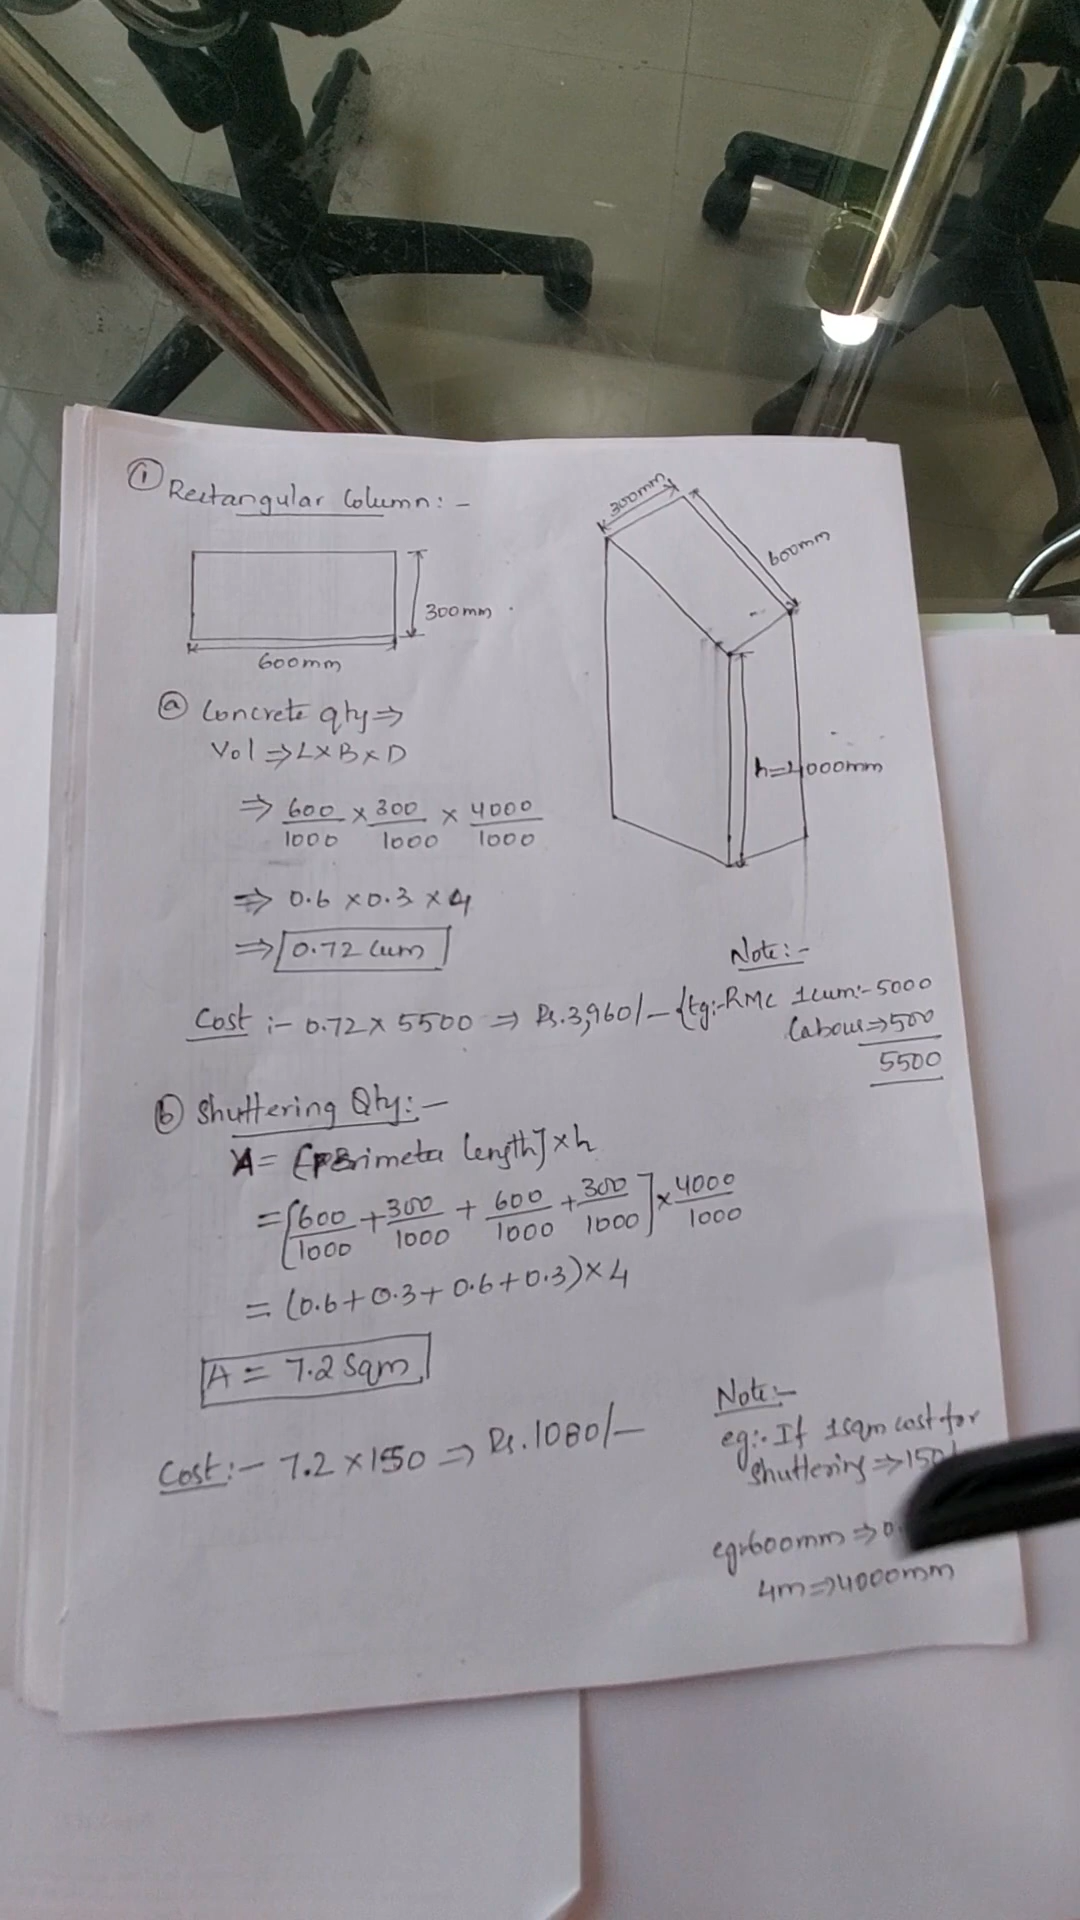 ① Rectangular Column:-
300mm
600mm
300mm
600mm
h=4000mm
ⓐ Concrete qty⇒
Vol ⇒ L×B×D
⇒ 600/1000 × 300/1000 × 4000/1000
⇒ 0.6 × 0.3 × 4
⇒ 0.72 Cum
Note:-
Cost :- 0.72 × 5500 ⇒ Rs.3,960/- {Eg:-RMC 1cum:-5000
Labour⇒500
5500
ⓑ Shuttering Qty:-
A = [Perimeta length]×h
= [600/1000 + 300/1000 + 600/1000 + 300/1000] × 4000/1000
= (0.6+0.3+0.6+0.3)×4
A = 7.2 Sqm
Cost:- 7.2 × 150 ⇒ Rs.1080/-
Note:-
eg:- If 1sqm cost for
Shuttering ⇒150
eg:-600mm ⇒
4m⇒4000mm